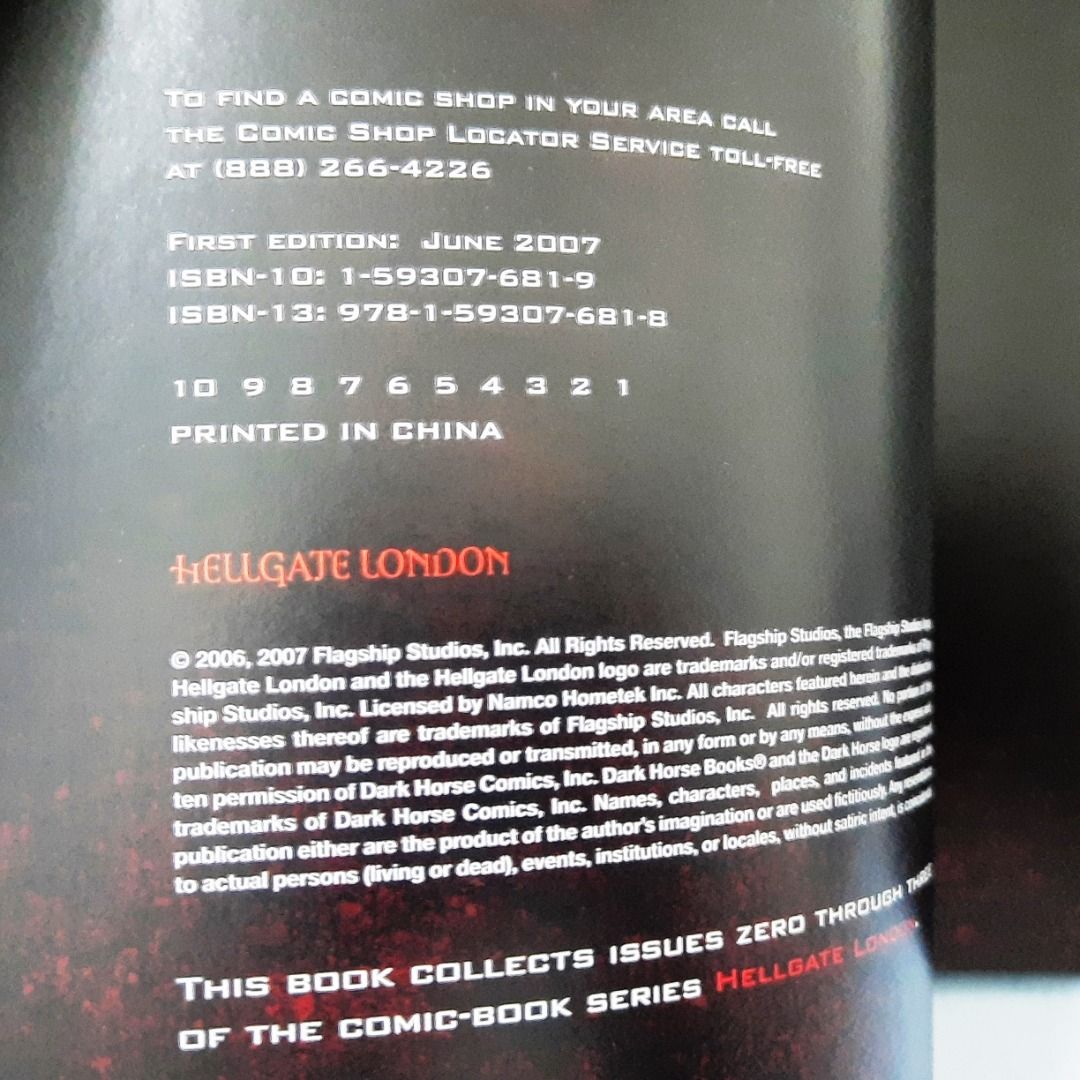 TO FIND A COMIC SHOP IN YOUR AREA CALL
THE COMIC SHOP LOCATOR SERVICE TOLL-FREE
AT (888) 266-4226
FIRST EDITION: JUNE 2007
ISBN-10: 1-59307-681-9
ISBN-13: 978-1-59307-681-8
10 9 8 7 6 5 4 3 2 1
PRINTED IN CHINA
HELLGATE LONDON
© 2006, 2007 Flagship Studios, Inc. All Rights Reserved. Flagship Studios, the Flagship Studios
Hellgate London and the Hellgate London logo are trademarks and/or registered trademarks of
ship Studios, Inc. Licensed by Namco Hometek Inc. All characters featured herein and the
likenesses thereof are trademarks of Flagship Studios, Inc. All rights reserved. No portion of
publication may be reproduced or transmitted, in any form or by any means, without the express
ten permission of Dark Horse Comics, Inc. Dark Horse Books® and the Dark Horse logo are
trademarks of Dark Horse Comics, Inc. Names, characters, places, and incidents featured in
publication either are the product of the author's imagination or are used fictitiously. Any
to actual persons (living or dead), events, institutions, or locales, without satiric intent, is
THIS BOOK COLLECTS ISSUES ZERO THROUGH THREE
OF THE COMIC-BOOK SERIES HELLGATE LONDON.